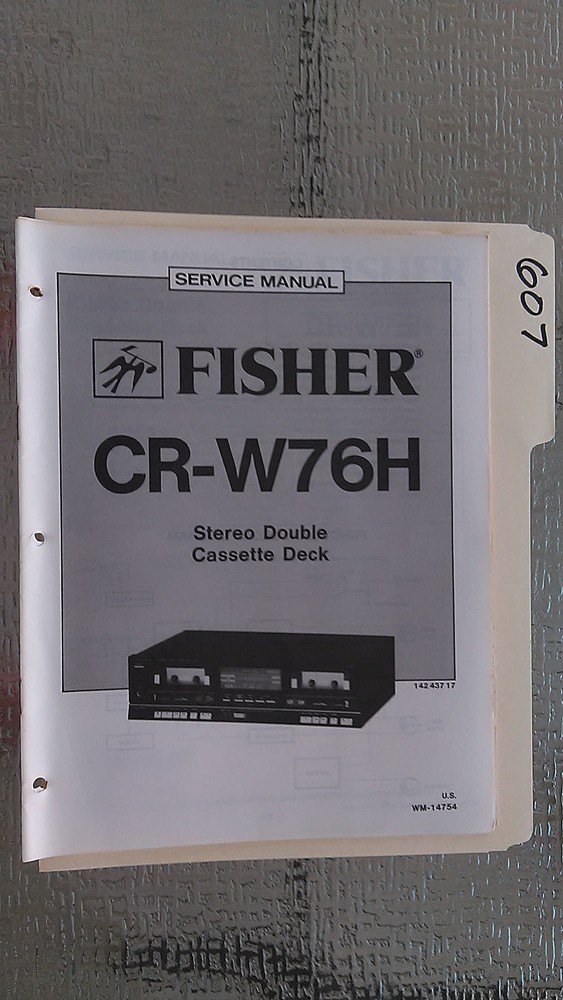 SERVICE MANUAL
FISHER®
CR-W76H
Stereo Double
Cassette Deck
142 437 17
U.S.
WM-14754
607